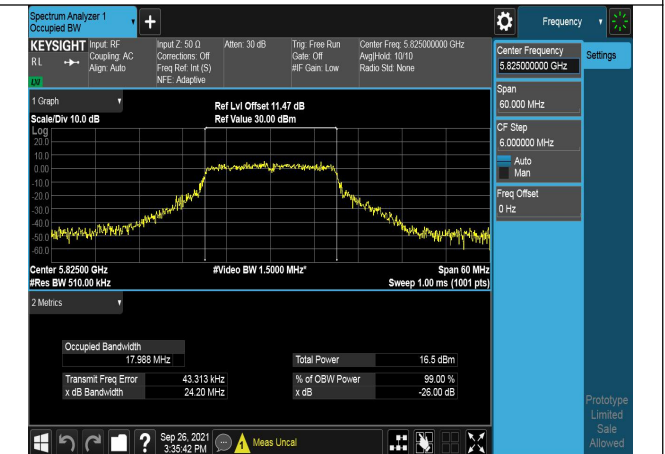 Spectrum Analyzer 1
Occupied BW
+
Frequency
KEYSIGHT
RL
LNI
Input: RF
Coupling: AC
Align: Auto
Input Z: 50 Ω
Corrections: Off
Freq Ref: Int (S)
NFE: Adaptive
Atten: 30 dB
Trig: Free Run
Gate: Off
#IF Gain: Low
Center Freq: 5.825000000 GHz
Avg|Hold: 10/10
Radio Std: None
Center Frequency
5.825000000 GHz
Settings
Span
60.000 MHz
CF Step
6.000000 MHz
Auto
Man
Freq Offset
0 Hz
1 Graph
Scale/Div 10.0 dB
Ref Lvl Offset 11.47 dB
Ref Value 30.00 dBm
Log
20.0
10.0
0.00
-10.0
-20.0
-30.0
-40.0
-50.0
-60.0
Center 5.82500 GHz
#Video BW 1.5000 MHz*
Span 60 MHz
#Res BW 510.00 kHz
Sweep 1.00 ms (1001 pts)
2 Metrics
Occupied Bandwidth
17.988 MHz
Total Power 16.5 dBm
Transmit Freq Error 43.313 kHz
% of OBW Power 99.00 %
x dB Bandwidth 24.20 MHz
x dB -26.00 dB
Prototype
Limited
Sale
Allowed
?
Sep 26, 2021
3:35:42 PM
Meas Uncal